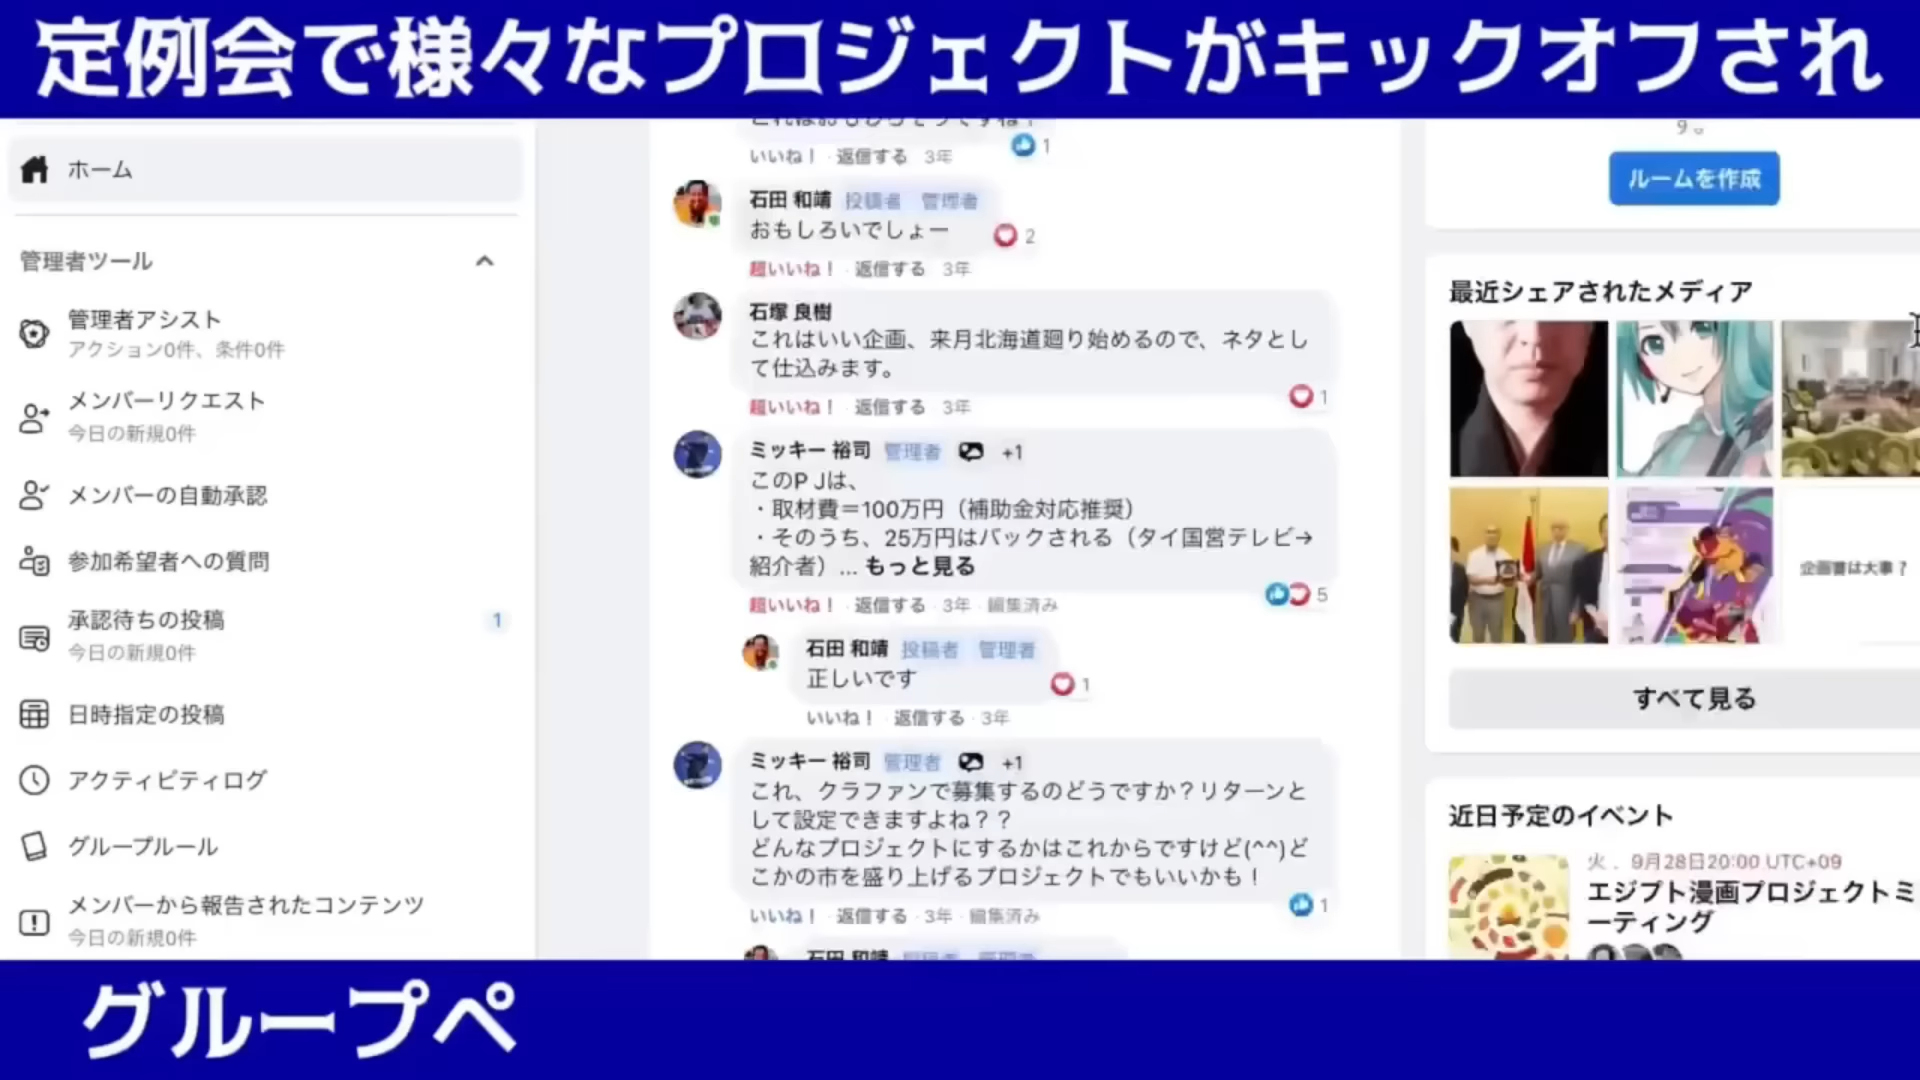 定例会で様々なプロジェクトがキックオフされ
ホーム
管理者ツール
管理者アシスト
アクション0件、条件0件
メンバーリクエスト
今日の新規0件
メンバーの自動承認
参加希望者への質問
承認待ちの投稿
1
今日の新規0件
日時指定の投稿
アクティビティログ
グループルール
メンバーから報告されたコンテンツ
今日の新規0件
いいね！ · 返信する 3年
1
石田 和靖 投稿者 管理者
おもしろいでしょー
2
超いいね！ · 返信する 3年
石塚 良樹
これはいい企画、来月北海道廻り始めるので、ネタとし
て仕込みます。
1
超いいね！ · 返信する 3年
ミッキー 裕司 管理者 +1
このPJは、
・取材費＝100万円（補助金対応推奨）
・そのうち、25万円はバックされる（タイ国営テレビ→
紹介者）... もっと見る
5
超いいね！ · 返信する · 3年 · 編集済み
石田 和靖 投稿者 管理者
正しいです
1
いいね！ · 返信する · 3年
ミッキー 裕司 管理者 +1
これ、クラファンで募集するのどうですか？リターンと
して設定できますよね？？
どんなプロジェクトにするかはこれからですけど(^^)ど
こかの市を盛り上げるプロジェクトでもいいかも！
1
いいね！ · 返信する · 3年 · 編集済み
石田 和靖 投稿者 管理者
ルームを作成
最近シェアされたメディア
企画書は大事？
すべて見る
近日予定のイベント
火、9月28日20:00 UTC+09
エジプト漫画プロジェクトミ
ーティング
グループペ